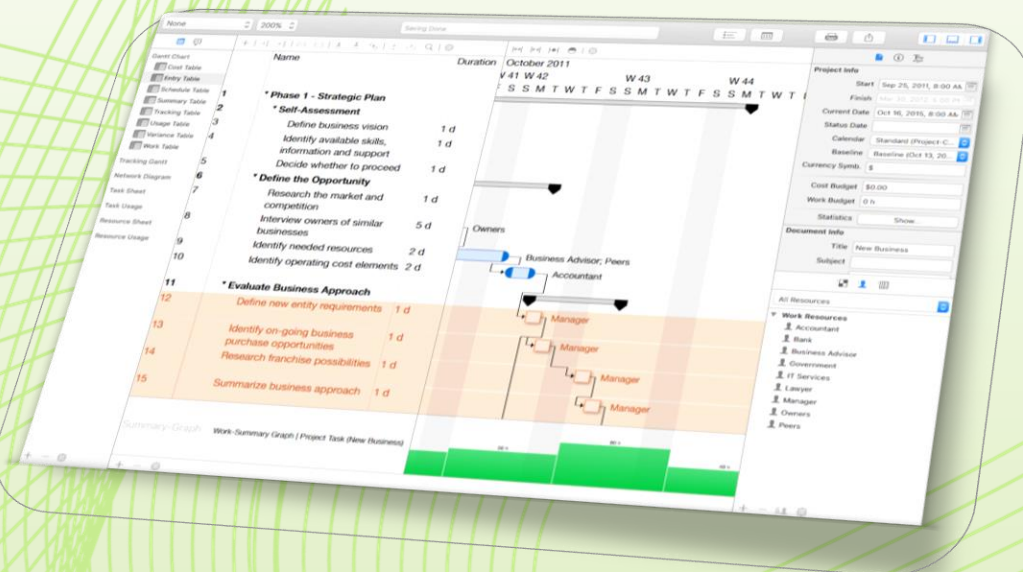 None
200%
Saving Done
Gantt Chart
Cost Table
Entry Table
Schedule Table
Summary Table
Tracking Table
Usage Table
Variance Table
Work Table
Tracking Gantt
Network Diagram
Task Sheet
Task Usage
Resource Sheet
Resource Usage
Name Duration
1 Phase 1 - Strategic Plan
2 Self-Assessment
3 Define business vision 1 d
4 Identify available skills,
information and support 1 d
5 Decide whether to proceed 1 d
6 Define the Opportunity
7 Research the market and
competition 1 d
8 Interview owners of similar
businesses 5 d
9 Identify needed resources 2 d
10 Identify operating cost elements 2 d
11 Evaluate Business Approach
12 Define new entity requirements 1 d
13 Identify on-going business
purchase opportunities 1 d
14 Research franchise possibilities 1 d
15 Summarize business approach 1 d
Summary-Graph
Work-Summary Graph | Project Task (New Business)
October 2011
W 41 W 42 W 43 W 44
S S M T W T F S S M T W T F S S M T W T
Owners
Business Advisor; Peers
Accountant
Manager
Manager
Manager
Manager
Project Info
Start Sep 25, 2011, 8:00 AM
Finish
Current Date Oct 16, 2015, 8:00 AM
Status Date
Calendar Standard (Project-C...
Baseline Baseline (Oct 13, 20...
Currency Symb. $
Cost Budget $0.00
Work Budget 0 h
Statistics Show...
Document Info
Title New Business
Subject
All Resources
Work Resources
Accountant
Bank
Business Advisor
Government
IT Services
Lawyer
Manager
Owners
Peers